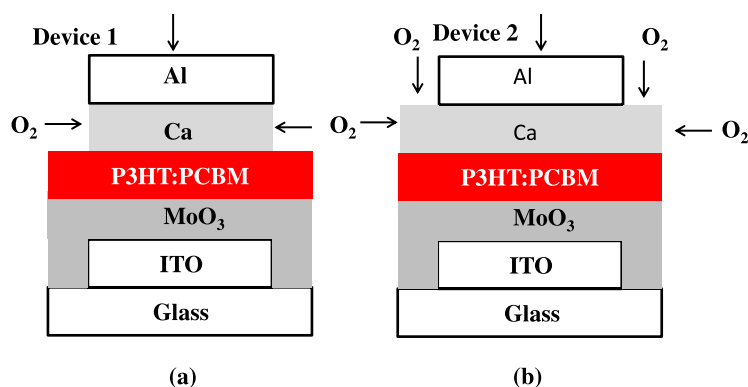 Device 1
Al
O2
Ca
P3HT:PCBM
MoO3
ITO
Glass
(a)
O2
Device 2
O2
Al
O2
Ca
O2
P3HT:PCBM
MoO3
ITO
Glass
(b)